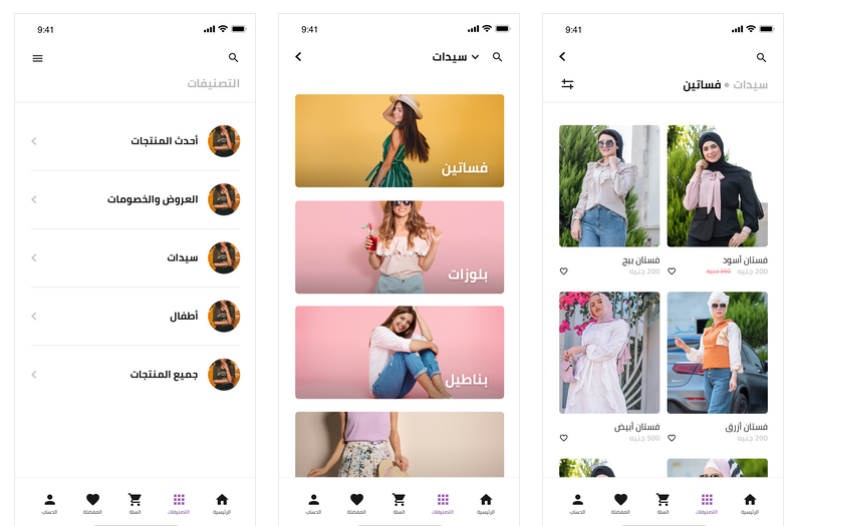 9:41
التصنيفات
أحدث المنتجات
العروض والخصومات
سيدات
أطفال
جميع المنتجات
الرئيسية
التصنيفات
السلة
المفضلة
الحساب
9:41
سيدات
فساتين
بلوزات
بناطيل
الرئيسية
التصنيفات
السلة
المفضلة
الحساب
9:41
سيدات • فساتين
فستان أسود
200 جنيه 350 جنيه
فستان بيج
200 جنيه
فستان أزرق
200 جنيه
فستان أبيض
500 جنيه
الرئيسية
التصنيفات
السلة
المفضلة
الحساب